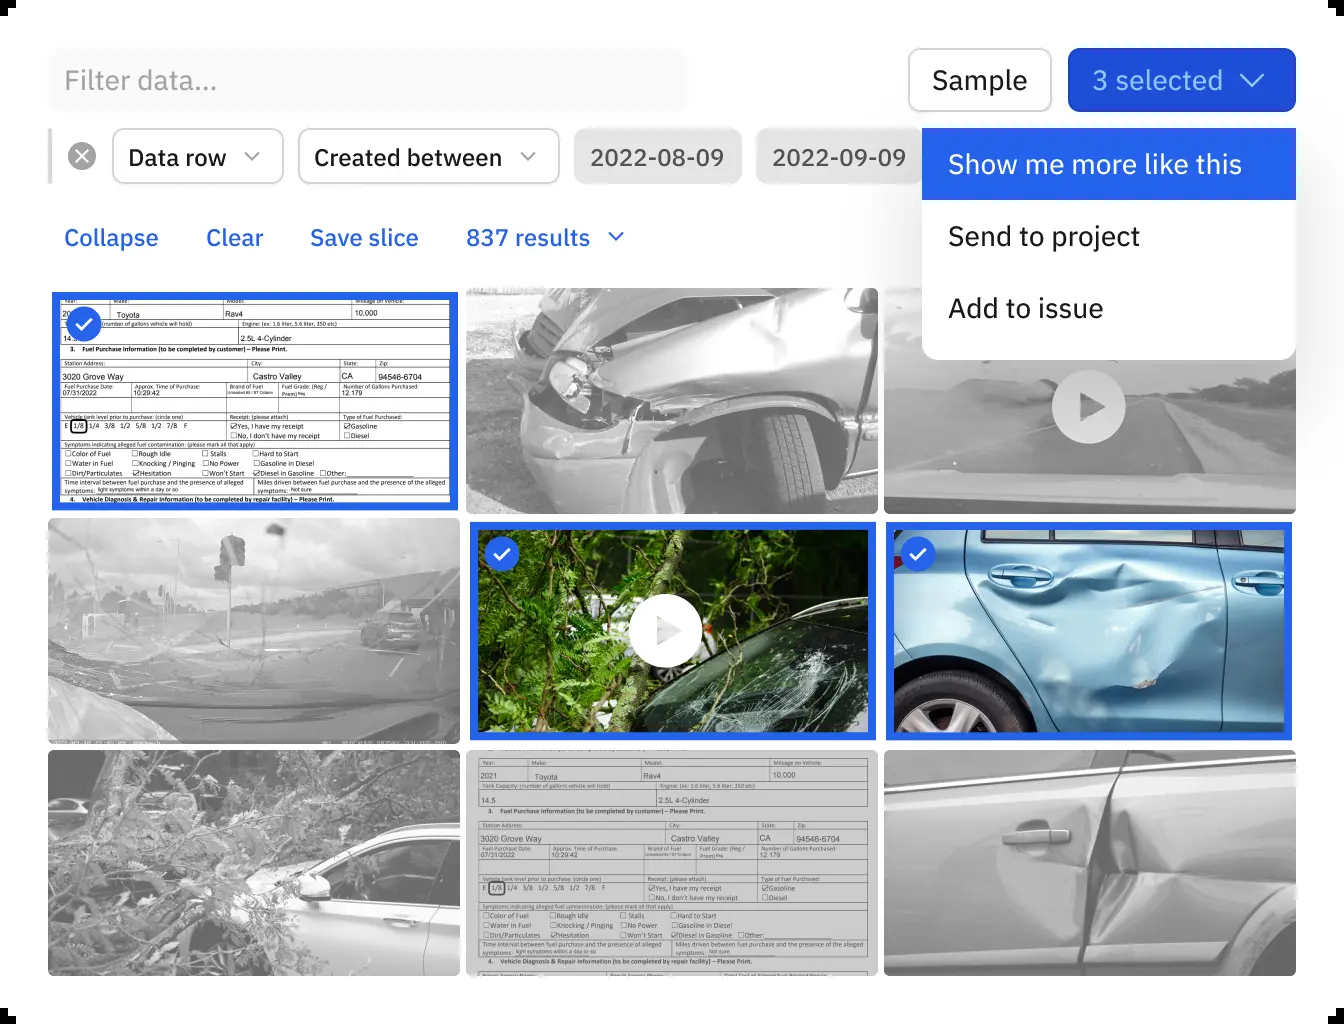 Filter data...
Sample
3 selected
Data row
Created between
2022-08-09
2022-09-09
Show me more like this
Send to project
Add to issue
Collapse
Clear
Save slice
837 results
Year: Make: Model: Mileage on Vehicle:
Toyota Rav4 10,000
(number of gallons vehicle will hold) Engine: (ex: 1.6 liter, 5.6 liter, 350 etc)
2.5L 4-Cylinder
3. Fuel Purchase Information (to be completed by customer) – Please Print.
Station Address: City: State: Zip:
3020 Grove Way Castro Valley CA 94546-6704
Fuel Purchase Date: Approx. Time of Purchase: Brand of Fuel Fuel Grade: (Reg / Number of Gallons Purchased:
07/31/2022 10:29:42 Prem) Reg 12.179
Vehicle tank level prior to purchase: (circle one) Receipt: (please attach) Type of Fuel Purchased:
E 1/8 1/4 3/8 1/2 5/8 1/2 7/8 F Yes, I have my receipt Gasoline
No, I don't have my receipt Diesel
Symptoms indicating alleged fuel contamination: (please mark all that apply)
Color of Fuel Rough Idle Stalls Hard to Start
Water in Fuel Knocking / Pinging No Power Gasoline in Diesel
Dirt/Particulates Hesitation Won't Start Diesel in Gasoline Other:
Time interval between fuel purchase and the presence of alleged Miles driven between fuel purchase and the presence of the alleged
symptoms: light symptoms within a day or so symptoms: Not sure
4. Vehicle Diagnosis & Repair Information (to be completed by repair facility) – Please Print.
Year: Make: Model: Mileage on Vehicle:
2021 Toyota Rav4 10,000
Tank Capacity: (number of gallons vehicle will hold) Engine: (ex: 1.6 liter, 5.6 liter, 350 etc)
14.5 2.5L 4-Cylinder
3. Fuel Purchase Information (to be completed by customer) – Please Print.
Station Address: City: State: Zip:
3020 Grove Way Castro Valley CA 94546-6704
Fuel Purchase Date: Approx. Time of Purchase: Brand of Fuel Fuel Grade: (Reg / Number of Gallons Purchased:
07/31/2022 10:29:42 Prem) Reg 12 179
Vehicle tank level prior to purchase: (circle one) Receipt: (please attach) Type of Fuel Purchased:
E 1/8 1/4 3/8 1/2 5/8 1/2 7/8 F Yes, I have my receipt Gasoline
No, I don't have my receipt Diesel
Symptoms indicating alleged fuel contamination: (please mark all that apply)
Color of Fuel Rough Idle Stalls Hard to Start
Water in Fuel Knocking / Pinging No Power Gasoline in Diesel
Dirt/Particulates Hesitation Won't Start Diesel in Gasoline Other:
Time interval between fuel purchase and the presence of alleged Miles driven between fuel purchase and the presence of the alleged
symptoms: light symptoms within a day or so symptoms: Not sure
4. Vehicle Diagnosis & Repair Information (to be completed by repair facility) – Please Print.